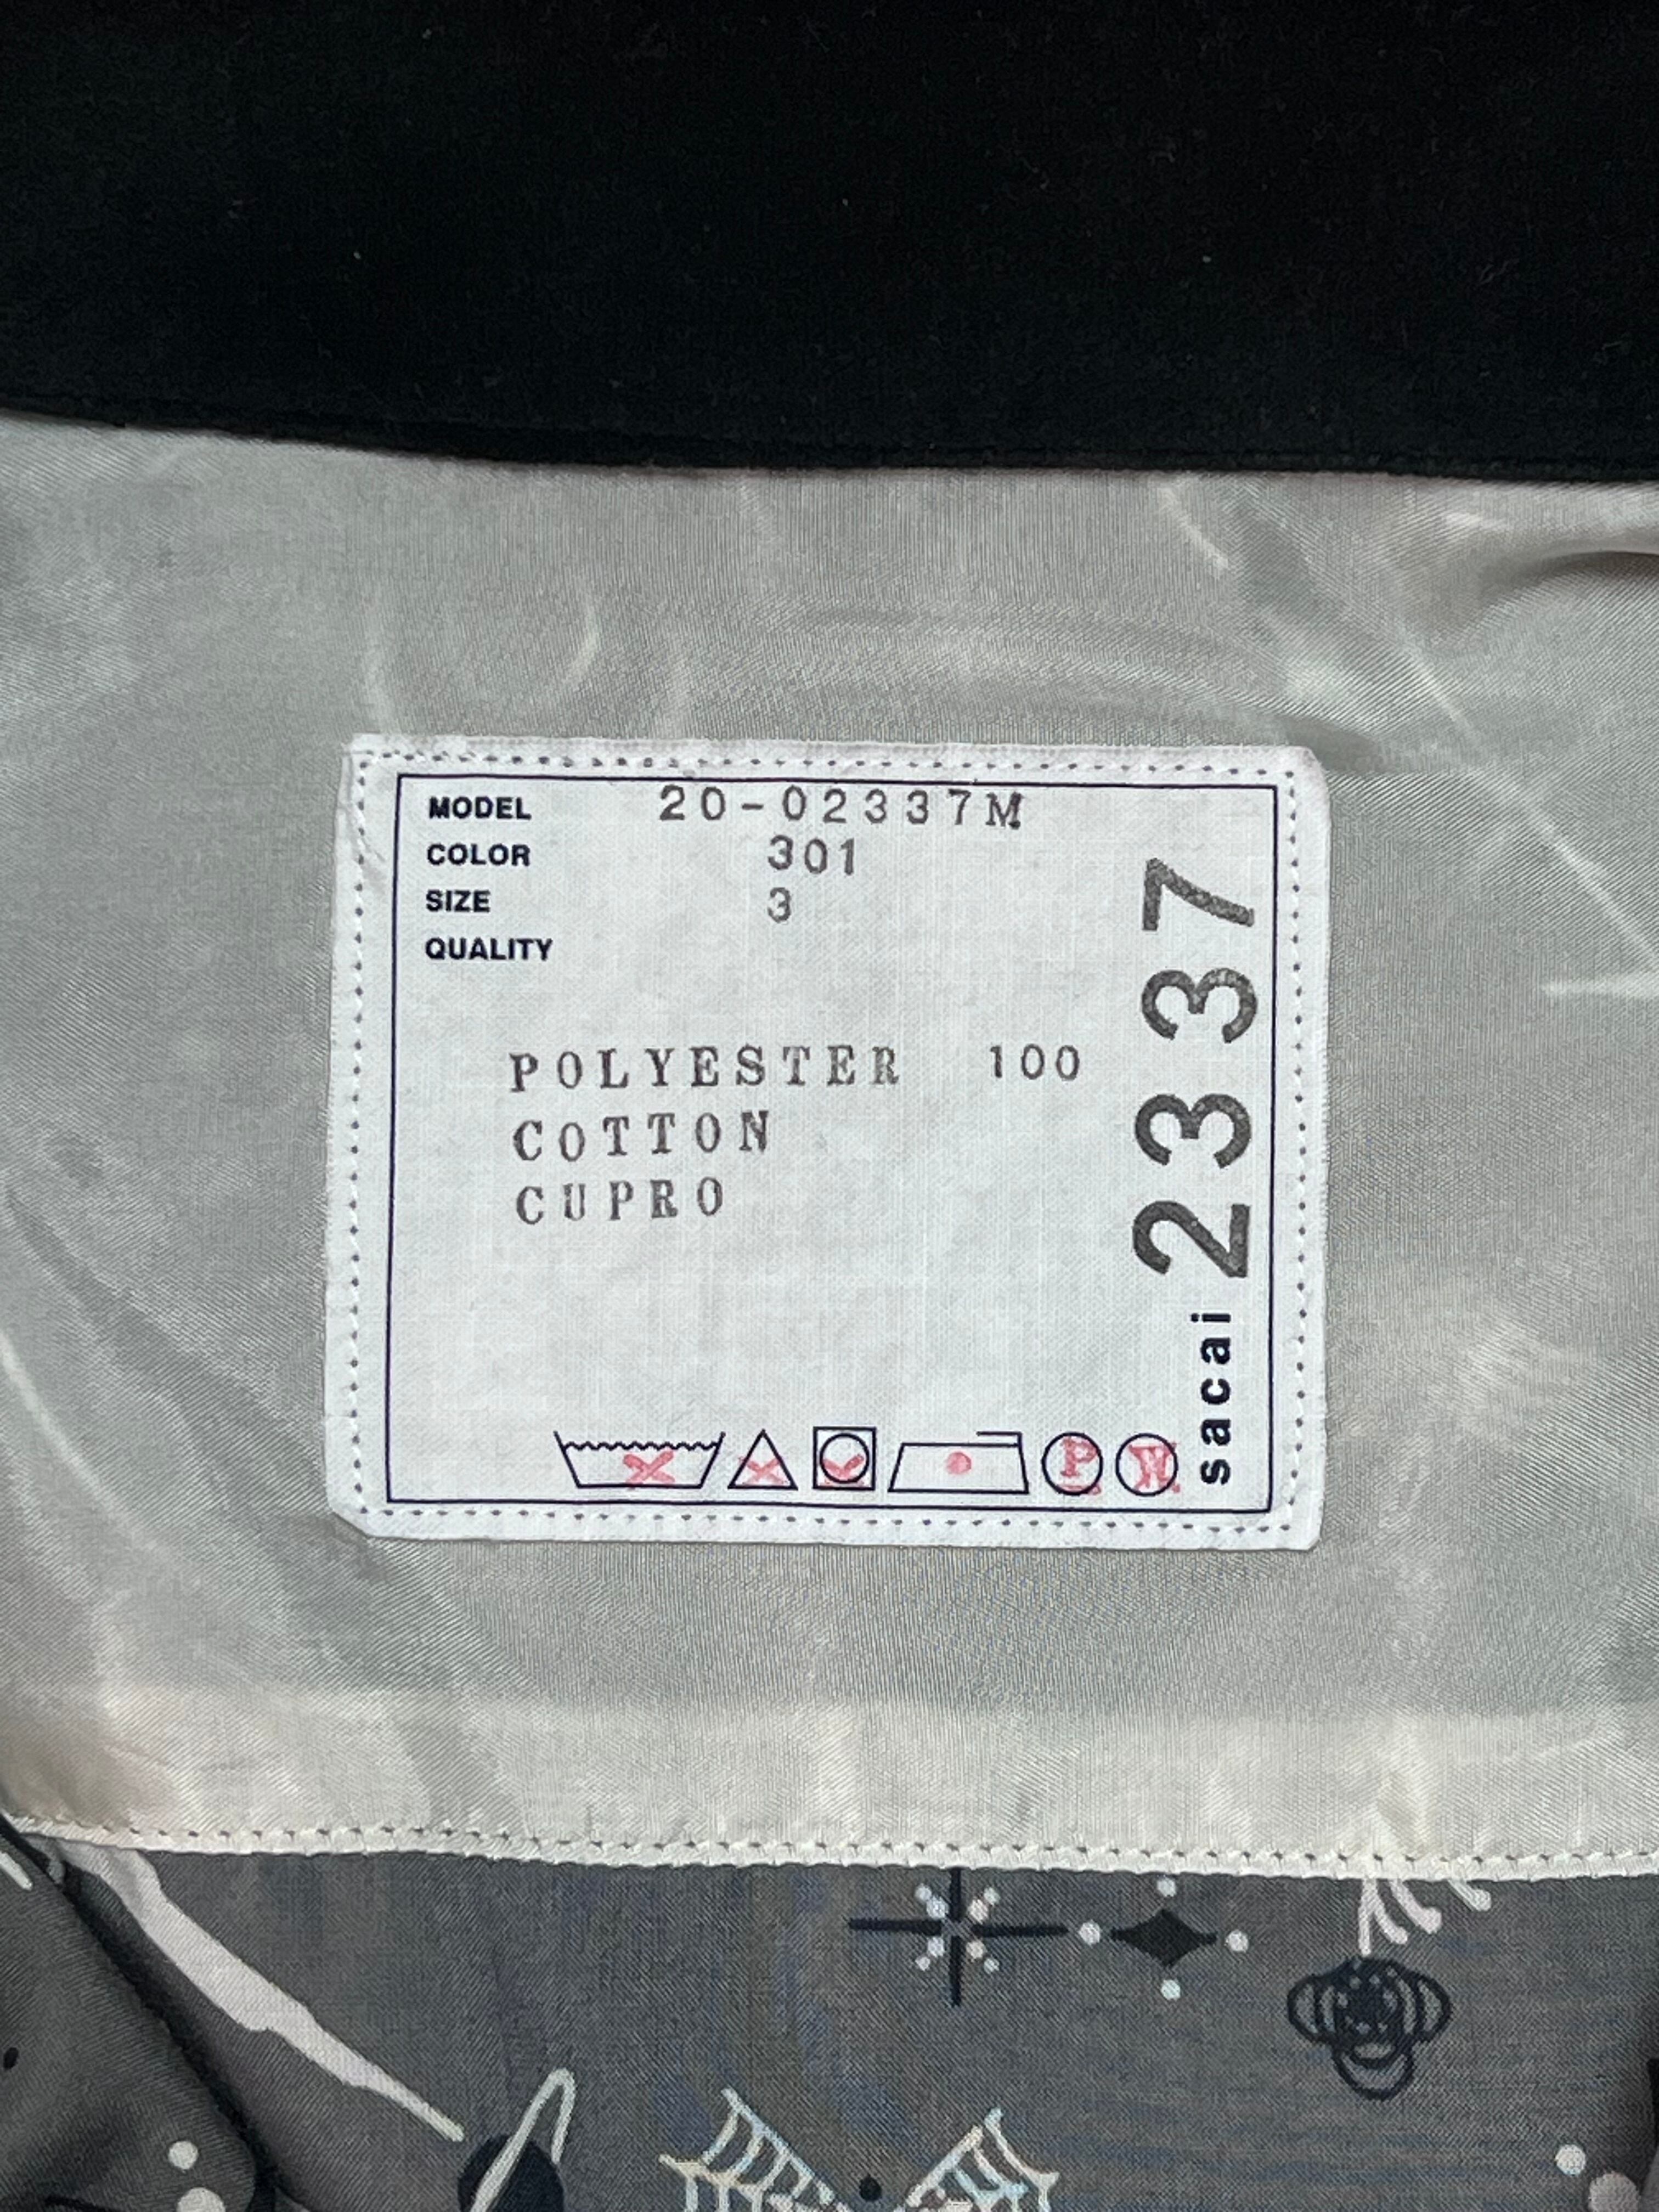 MODEL 20-02337M
COLOR 301
SIZE 3
QUALITY
POLYESTER 100
COTTON
CUPRO
sacai 2337
P